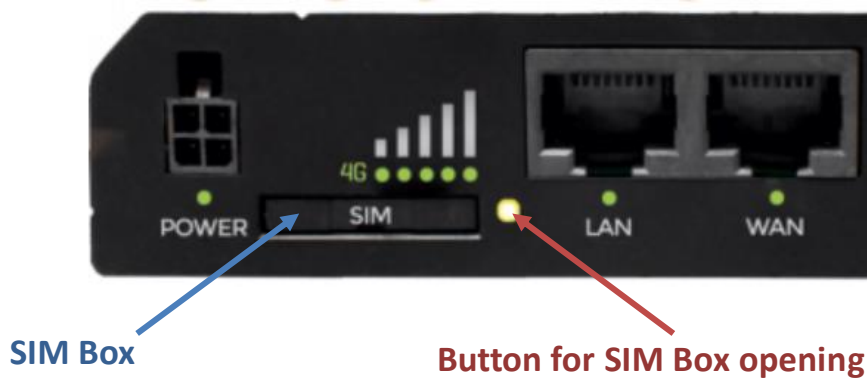 4G
POWER
SIM
LAN
WAN
SIM Box
Button for SIM Box opening